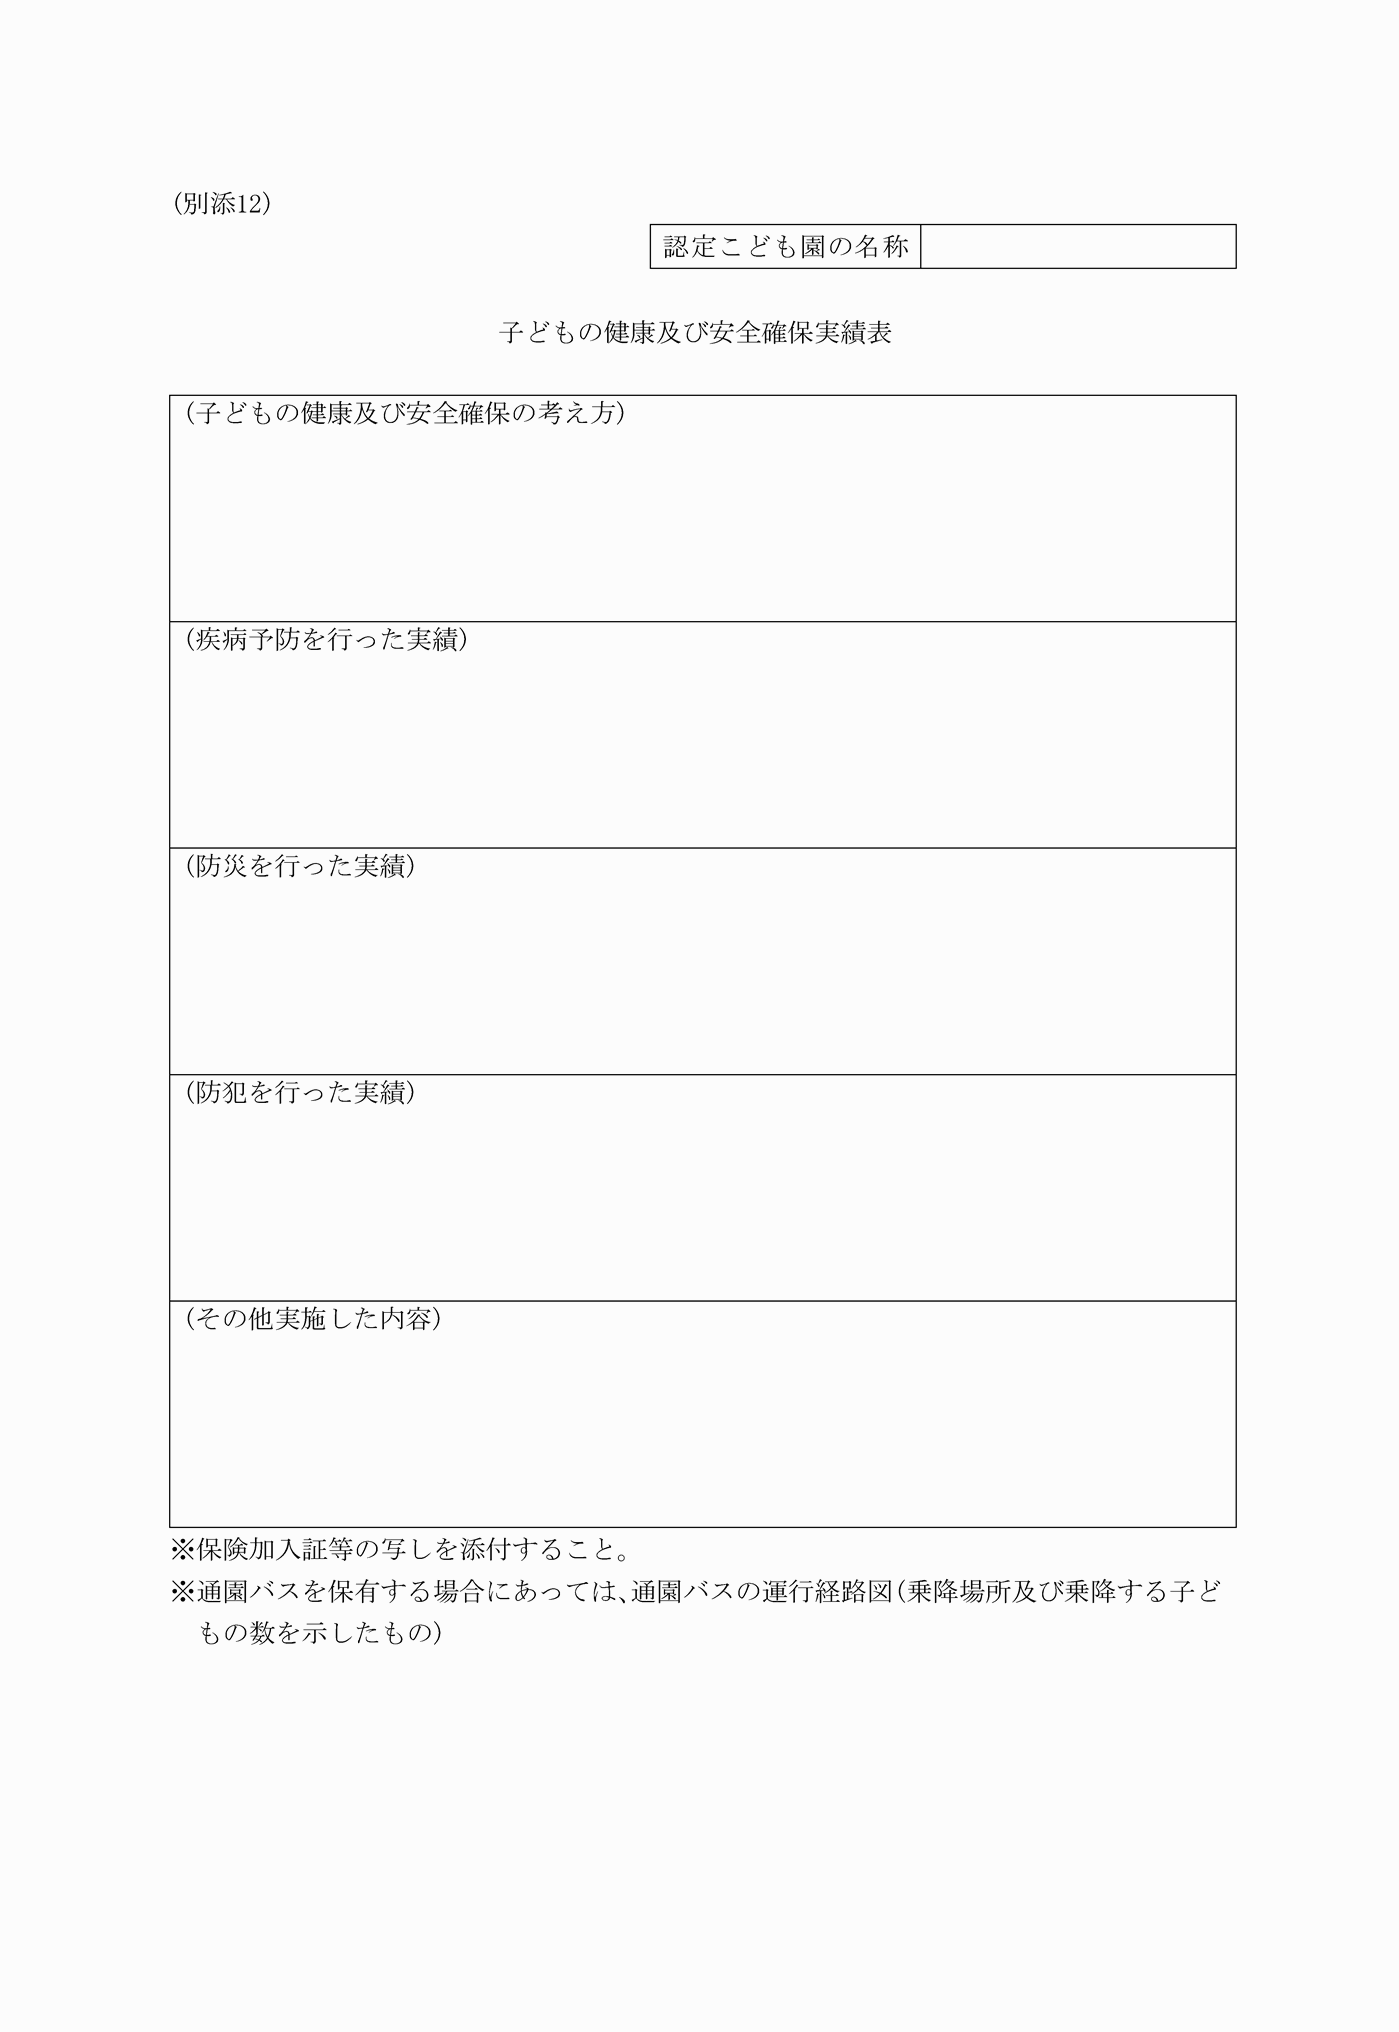 （別添12）
認定こども園の名称
子どもの健康及び安全確保実績表
（子どもの健康及び安全確保の考え方）
（疾病予防を行った実績）
（防災を行った実績）
（防犯を行った実績）
（その他実施した内容）
※保険加入証等の写しを添付すること。
※通園バスを保有する場合にあっては、通園バスの運行経路図（乗降場所及び乗降する子ど
もの数を示したもの）